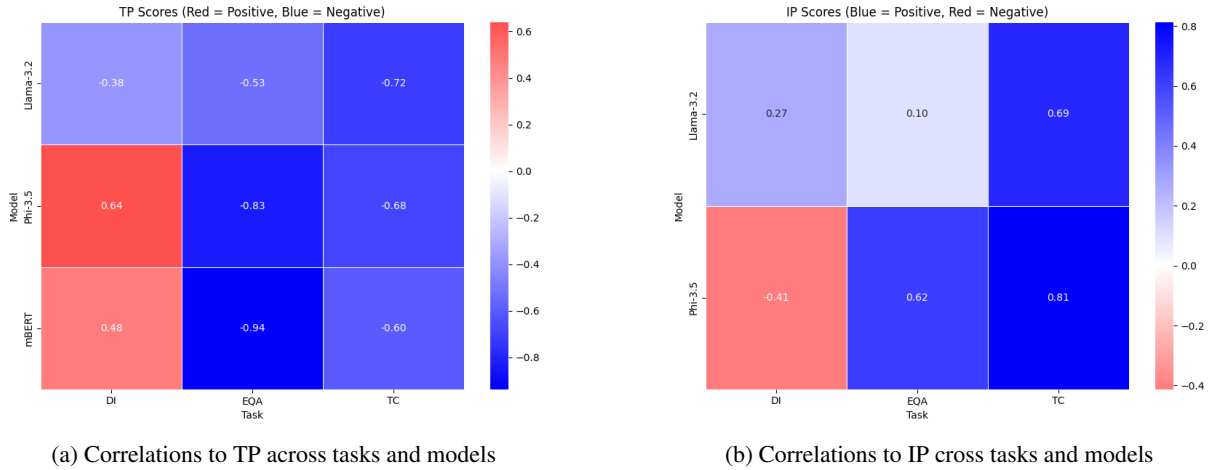 TP Scores (Red = Positive, Blue = Negative)
Llama-3.2
-0.38
-0.53
-0.72
Phi-3.5
0.64
-0.83
-0.68
mBERT
0.48
-0.94
-0.60
Model
DI
EQA
TC
Task
0.6
0.4
0.2
0.0
−0.2
−0.4
−0.6
−0.8
(a) Correlations to TP across tasks and models
IP Scores (Blue = Positive, Red = Negative)
Llama-3.2
0.27
0.10
0.69
Phi-3.5
-0.41
0.62
0.81
Model
DI
EQA
TC
Task
0.8
0.6
0.4
0.2
0.0
−0.2
−0.4
(b) Correlations to IP cross tasks and models